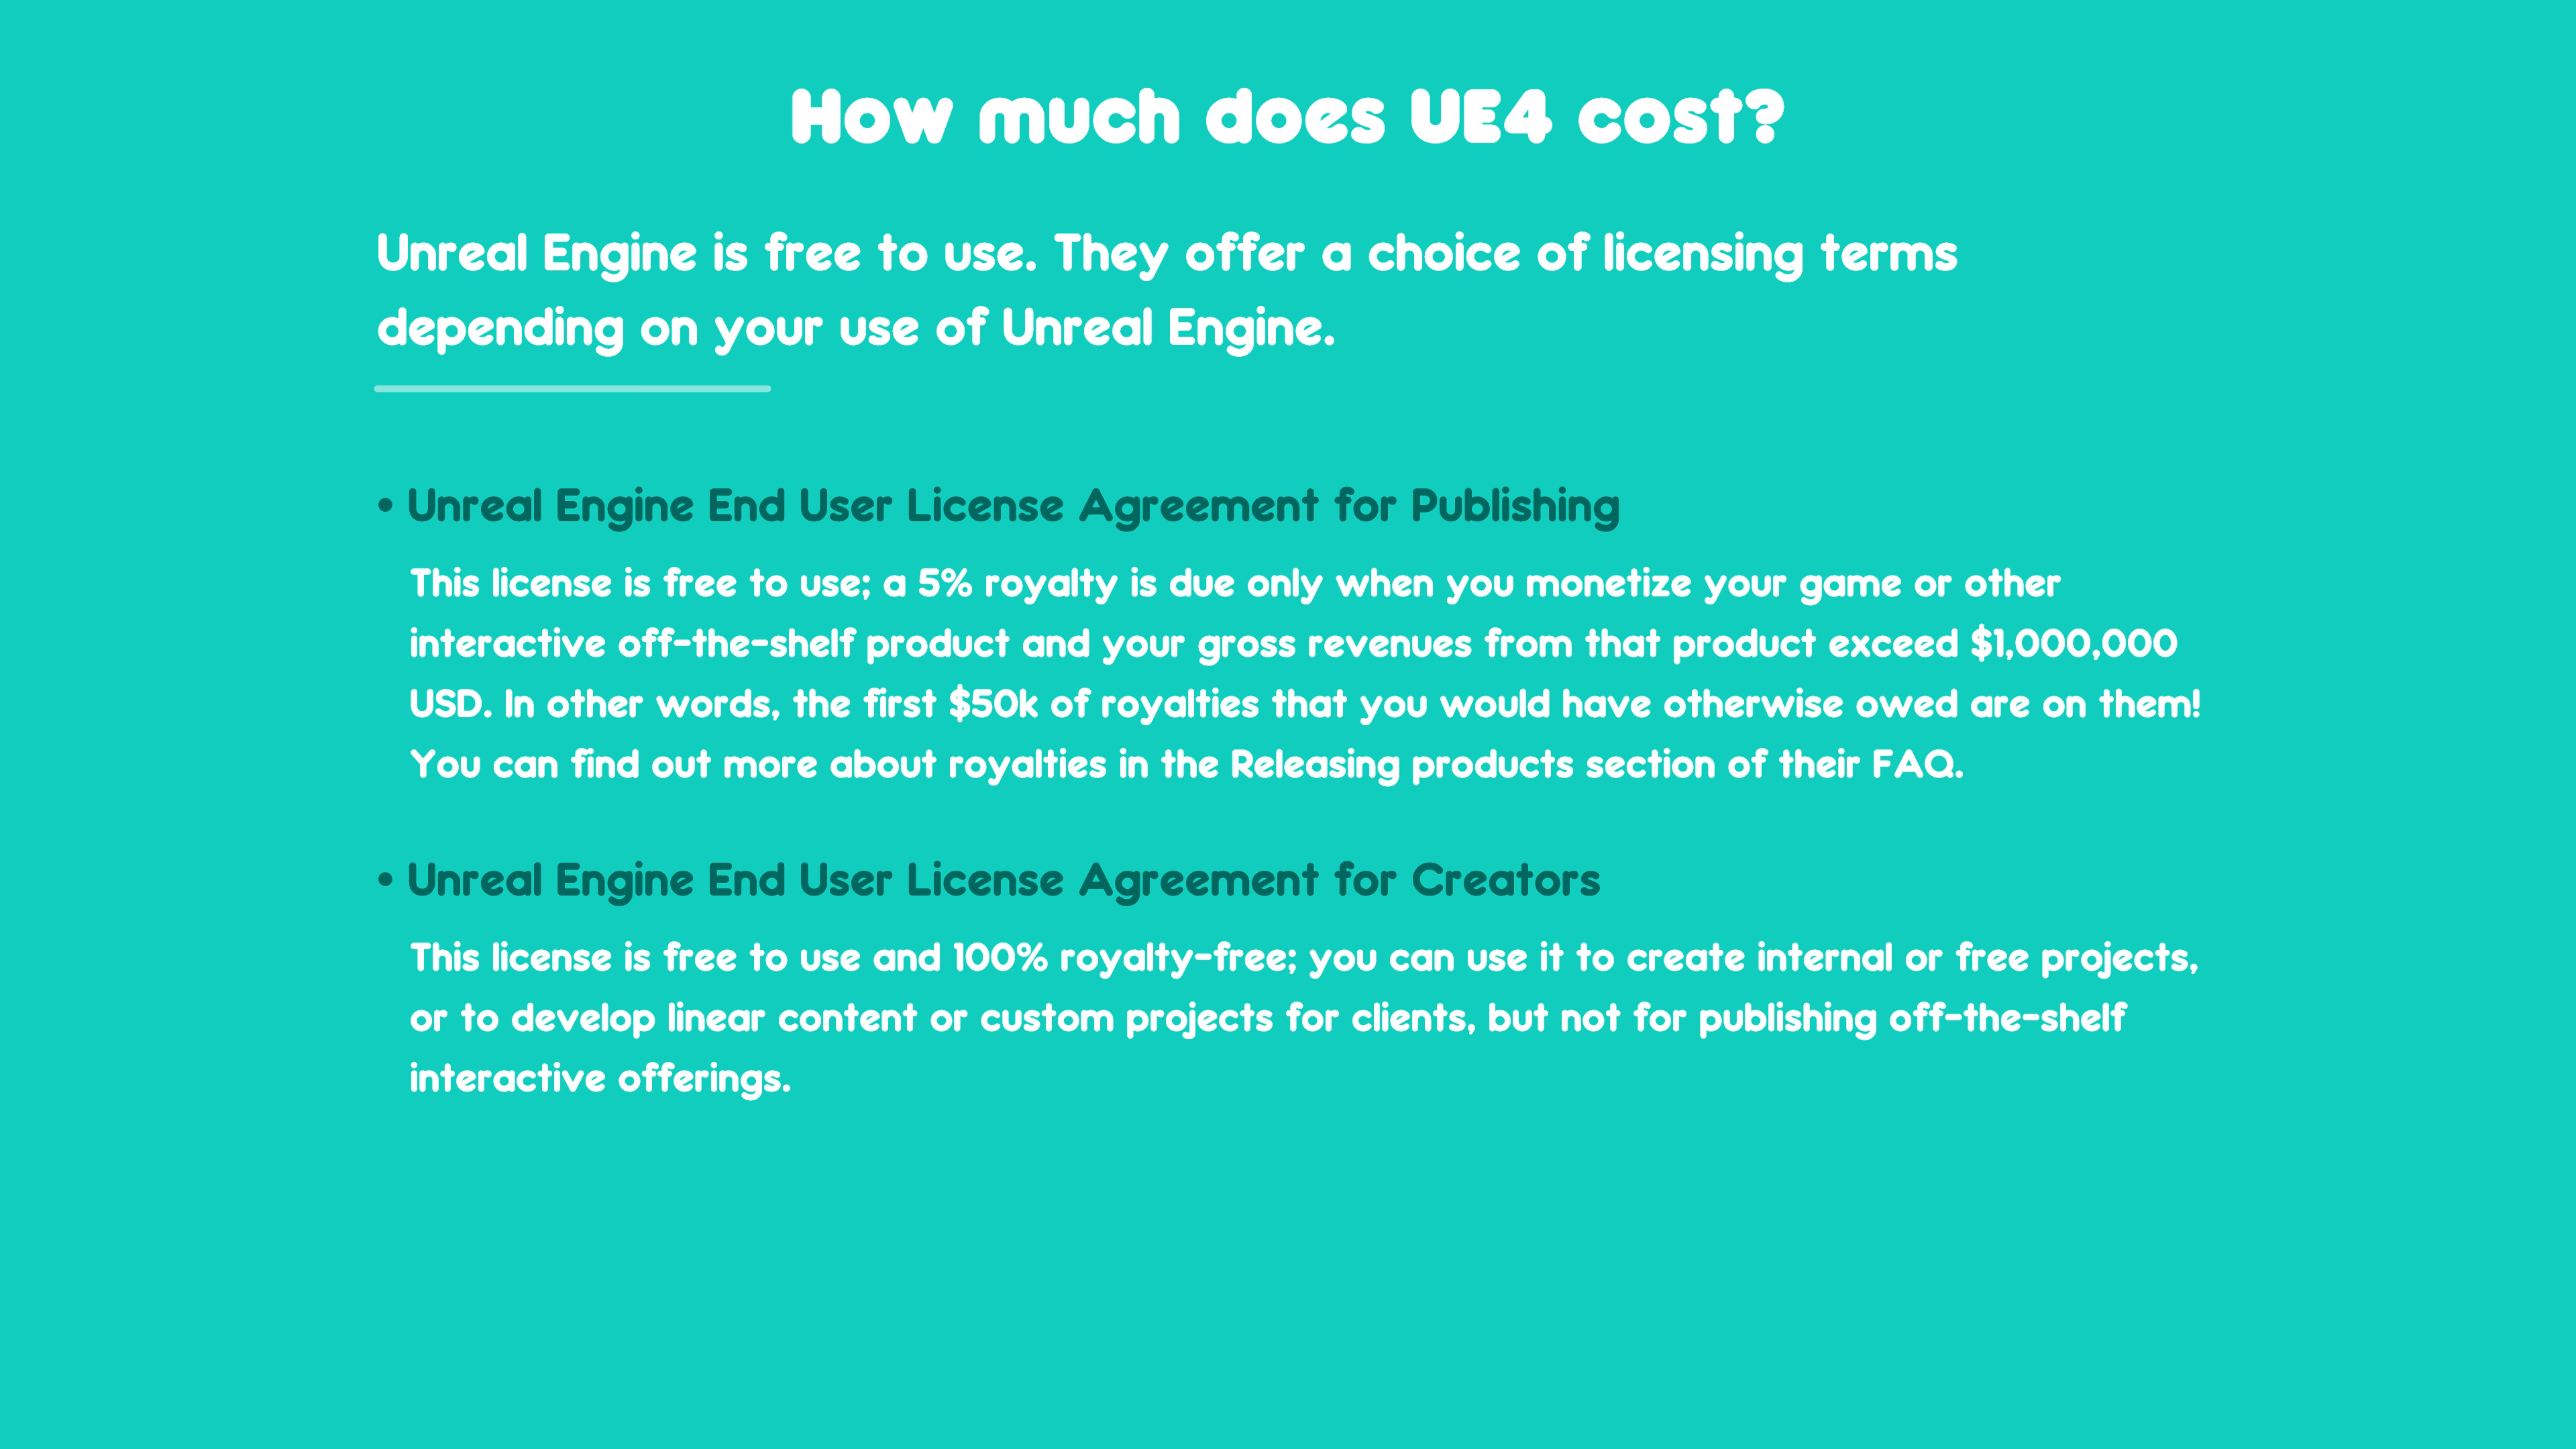 How much does UE4 cost?
Unreal Engine is free to use. They offer a choice of licensing terms
depending on your use of Unreal Engine.
• Unreal Engine End User License Agreement for Publishing
This license is free to use; a 5% royalty is due only when you monetize your game or other
interactive off-the-shelf product and your gross revenues from that product exceed $1,000,000
USD. In other words, the first $50k of royalties that you would have otherwise owed are on them!
You can find out more about royalties in the Releasing products section of their FAQ.
• Unreal Engine End User License Agreement for Creators
This license is free to use and 100% royalty-free; you can use it to create internal or free projects,
or to develop linear content or custom projects for clients, but not for publishing off-the-shelf
interactive offerings.